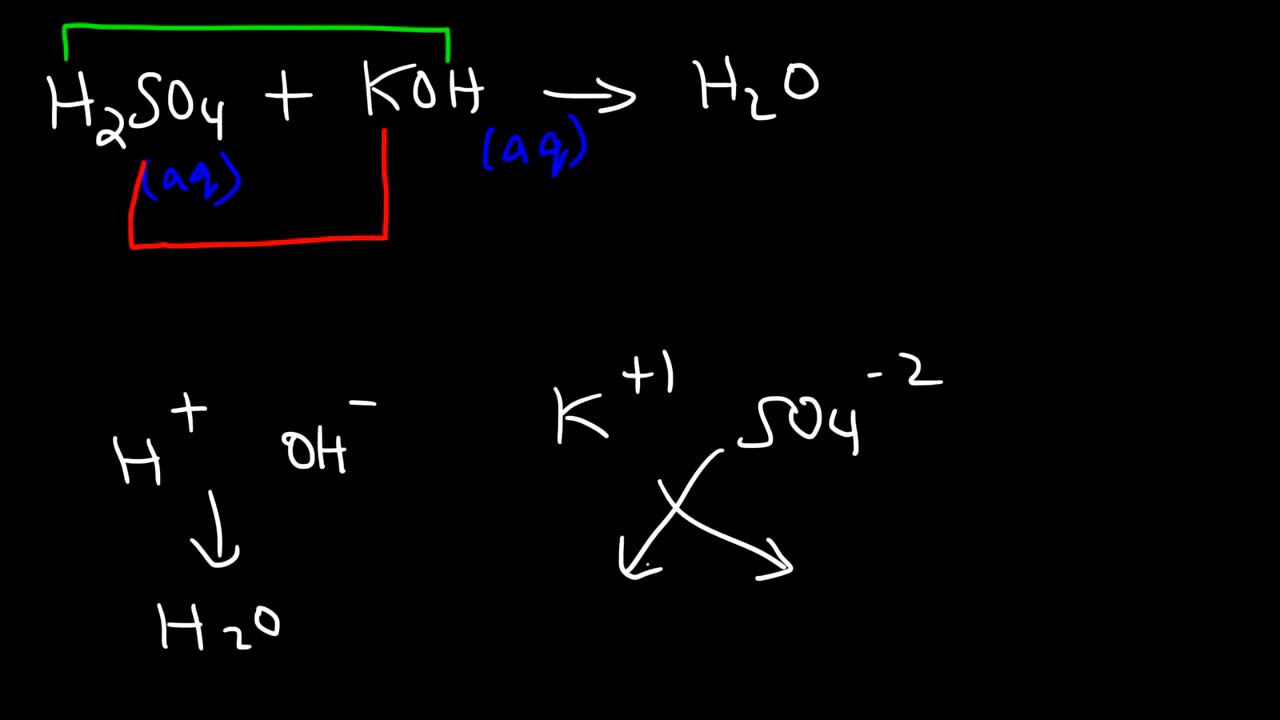 H₂SO₄ + KOH → H₂O
(aq) (aq)
H⁺ OH⁻ K⁺¹ SO₄⁻²
H₂O